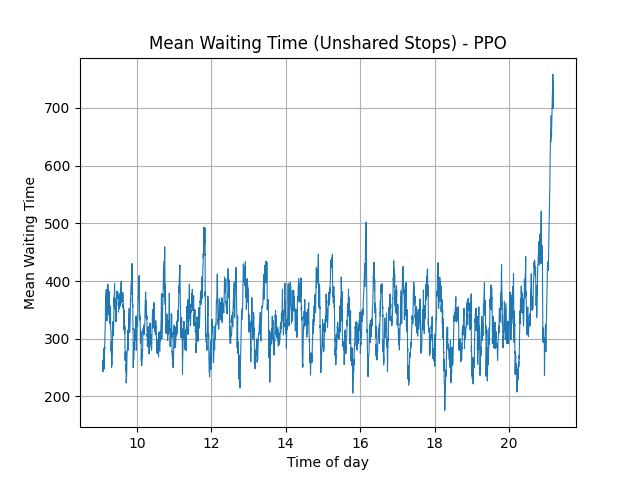 Mean Waiting Time (Unshared Stops) - PPO
700
600
500
400
300
200
Mean Waiting Time
10 12 14 16 18 20
Time of day